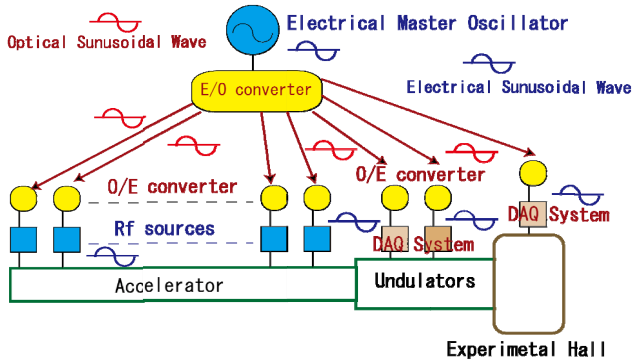 Electrical Master Oscillator
Optical Sunusoidal Wave
E/O converter
Electrical Sunusoidal Wave
O/E converter
O/E converter
Rf sources
DAQ System
DAQ System
Accelerator
Undulators
Experimetal Hall